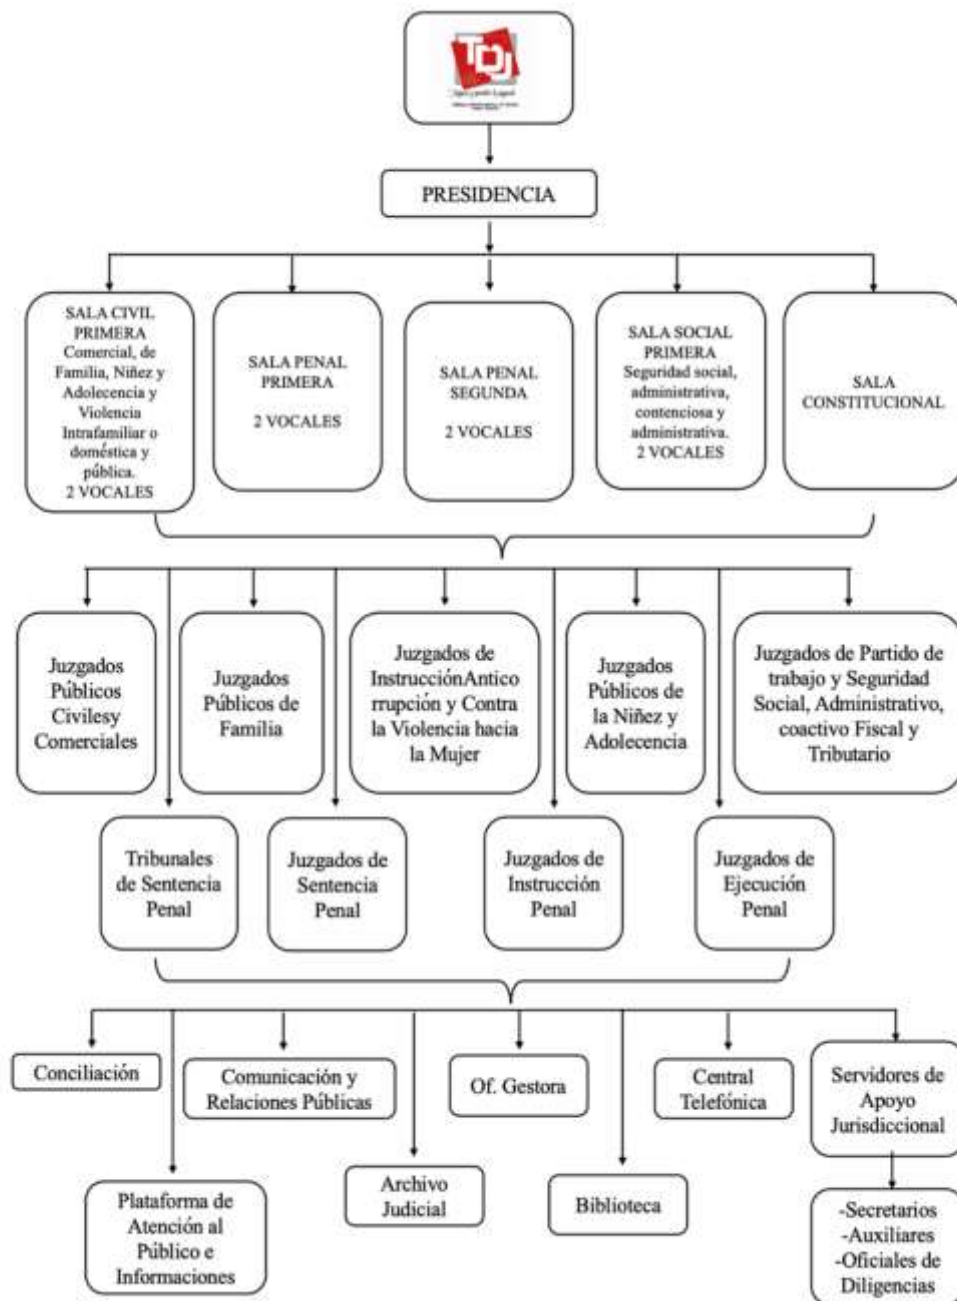 TDJ
PRESIDENCIA
SALA CIVIL
PRIMERA
Comercial, de
Família, Niñez y
Adolecencia y
Violencia
Intrafamiliar o
doméstica y
pública.
2 VOCALES
SALA PENAL
PRIMERA
2 VOCALES
SALA PENAL
SEGUNDA
2 VOCALES
SALA SOCIAL
PRIMERA
Seguridad social,
administrativa,
contenciosa y
administrativa.
2 VOCALES
SALA
CONSTITUCIONAL
Juzgados
Públicos
Civilesy
Comerciales
Juzgados
Públicos de
Família
Juzgados de
InstrucciónAntico
rrupción y Contra
la Violencia hacia
la Mujer
Juzgados
Públicos de
la Niñez y
Adolecencia
Juzgados de Partido de
trabajo y Seguridad
Social, Administrativo,
coactivo Fiscal y
Tributario
Tribunales
de Sentencia
Penal
Juzgados de
Sentencia
Penal
Juzgados de
Instrucción
Penal
Juzgados de
Ejecución
Penal
Conciliación
Comunicación y
Relaciones Públicas
Of. Gestora
Central
Telefónica
Servidores de
Apoyo
Jurisdiccional
Plataforma de
Atención al
Público e
Informaciones
Archivo
Judicial
Biblioteca
-Secretarios
-Auxiliares
-Oficiales de
Diligencias